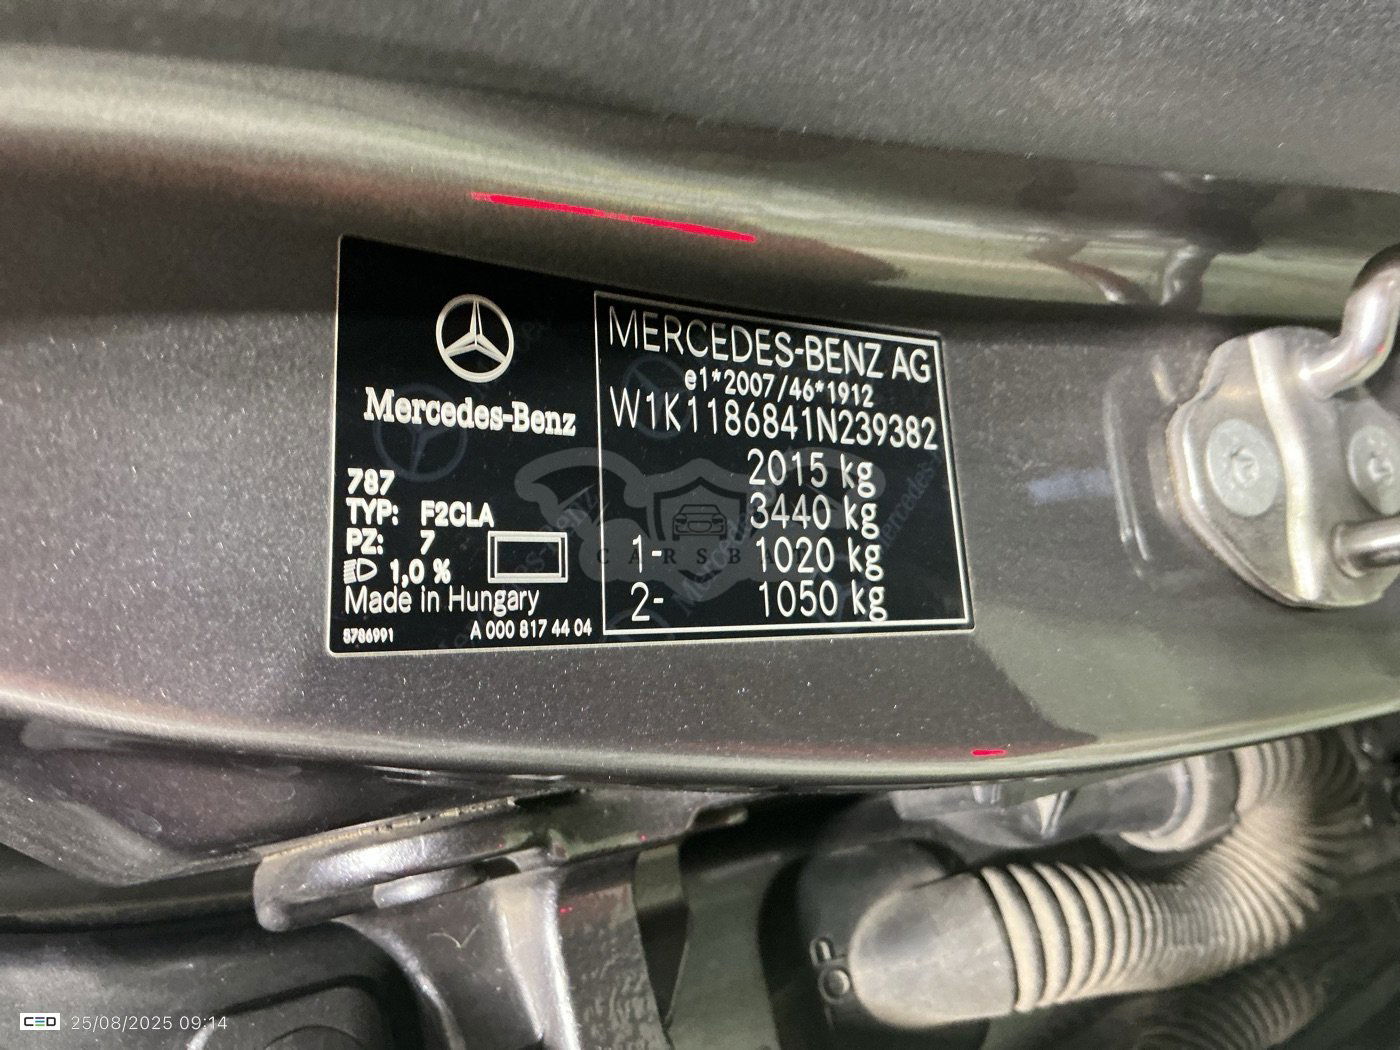 Mercedes-Benz
787
TYP: F2CLA
PZ: 7
1,0 %
Made in Hungary
5786991 A 000 817 44 04
MERCEDES-BENZ AG
e1*2007/46*1912
W1K1186841N239382
2015 kg
3440 kg
1- 1020 kg
2- 1050 kg
CARSB
CED 25/08/2025 09:14